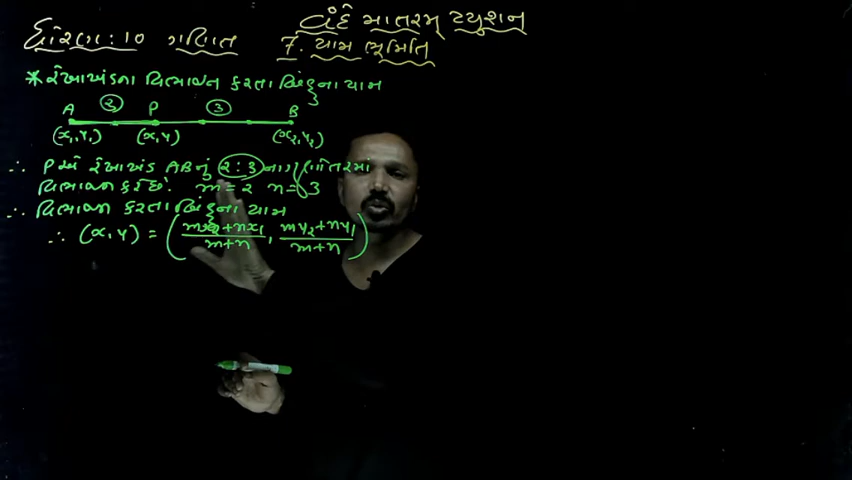 વંદે માતરમ્ ટ્યુશન
ધોરણ : 10 ગણિત 7. યામ ભૂમિતિ
* રેખાખંડના વિભાજન કરતા બિંદુના યામ
A 2 P 3 B
(x₁, y₁) (x, y) (x₂, y₂)
∴ P એ રેખાખંડ AB નું 2 : 3 ના ગુણોત્તરમાં
વિભાજન કરે છે. m = 2 n = 3
∴ વિભાજન કરતા બિંદુના યામ
∴ (x, y) = ( mx₂ + nx₁ / m + n , my₂ + ny₁ / m + n )